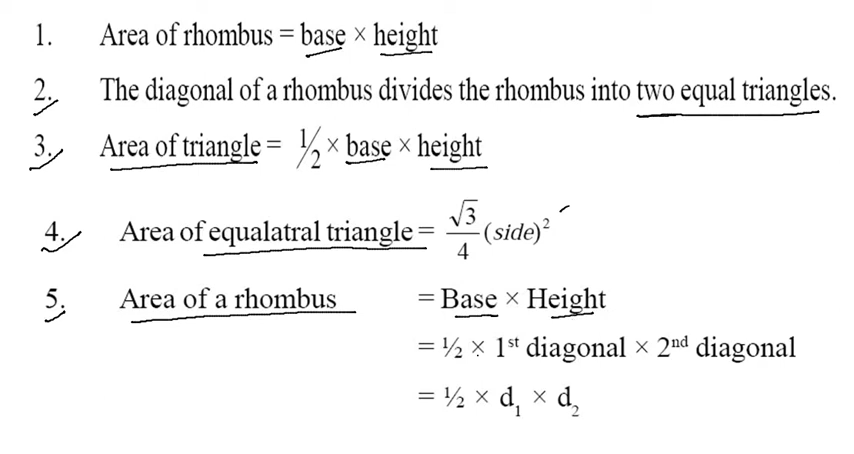 1. Area of rhombus = base × height
2. The diagonal of a rhombus divides the rhombus into two equal triangles.
3. Area of triangle = 1/2 × base × height
4. Area of equalatral triangle = √3/4 (side)²
5. Area of a rhombus = Base × Height
= ½ × 1st diagonal × 2nd diagonal
= ½ × d₁ × d₂